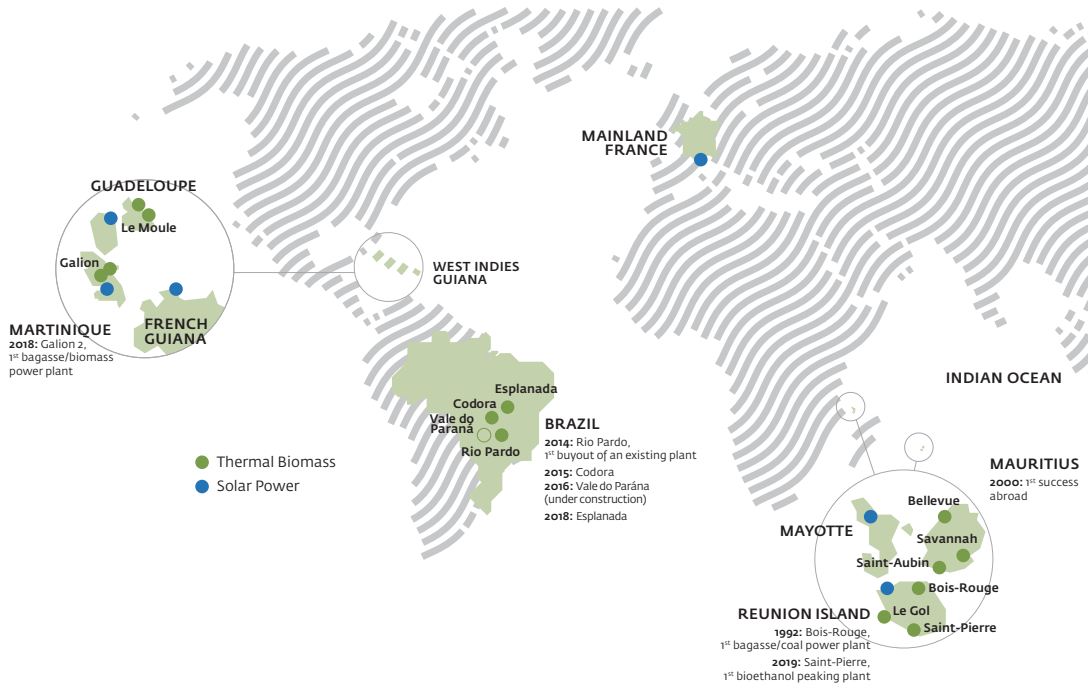 MAINLAND
FRANCE
GUADELOUPE
Le Moule
Galion
MARTINIQUE
2018: Galion 2,
1st bagasse/biomass
power plant
FRENCH
GUIANA
WEST INDIES
GUIANA
Esplanada
Codora
Vale do
Paraná
Rio Pardo
BRAZIL
2014: Rio Pardo,
1st buyout of an existing plant
2015: Codora
2016: Vale do Parána
(under construction)
2018: Esplanada
Thermal Biomass
Solar Power
INDIAN OCEAN
MAURITIUS
2000: 1st success
abroad
Bellevue
MAYOTTE
Savannah
Saint-Aubin
Bois-Rouge
Le Gol
Saint-Pierre
REUNION ISLAND
1992: Bois-Rouge,
1st bagasse/coal power plant
2019: Saint-Pierre,
1st bioethanol peaking plant